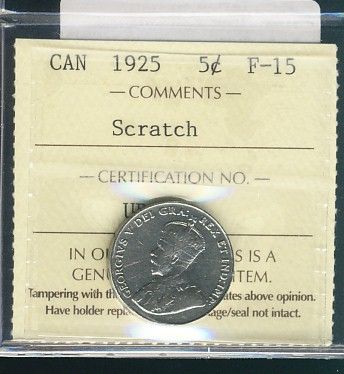 CAN 1925 5¢ F-15
— COMMENTS —
Scratch
— CERTIFICATION NO. —
IN S IS A
GENU TEM.
Tampering with th ates above opinion.
Have holder repla age/seal not intact.
GEORGIVS V DEI GRA: REX ET IND:IMP: